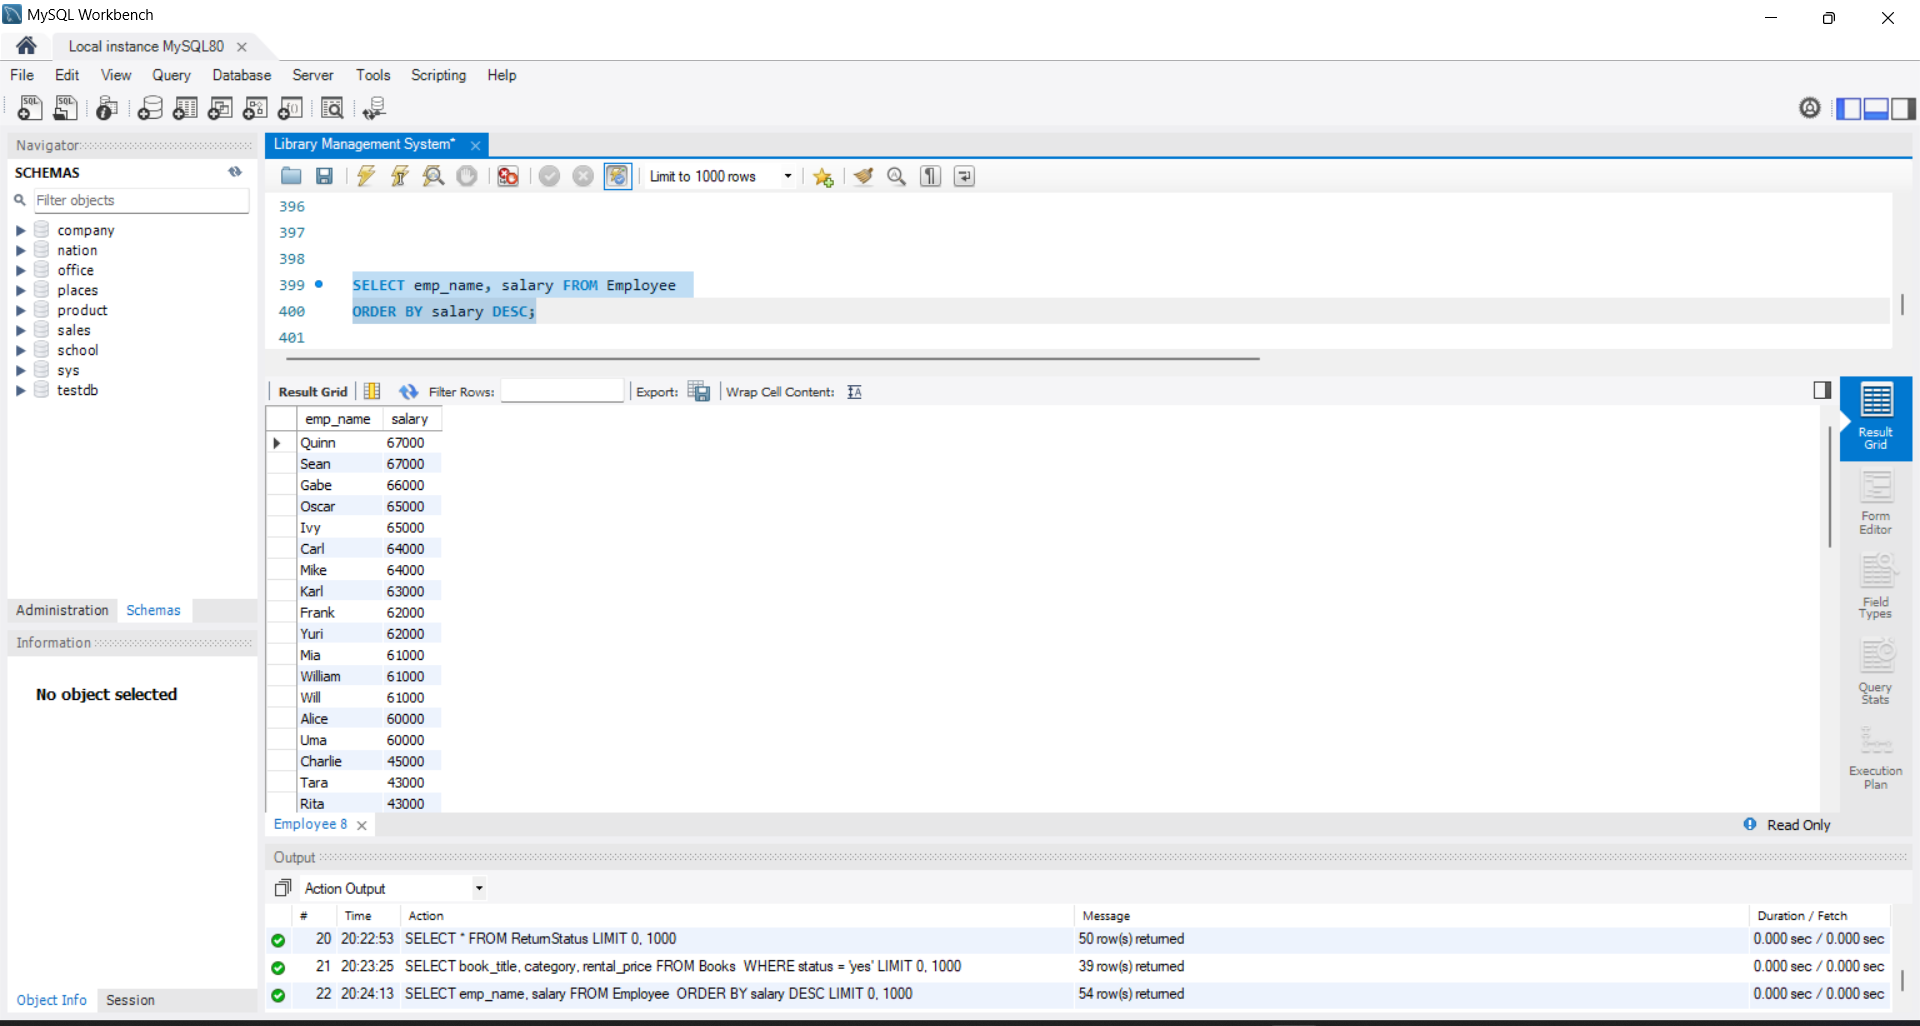 MySQL Workbench
Local instance MySQL80
File Edit View Query Database Server Tools Scripting Help
Navigator
SCHEMAS
Filter objects
company
nation
office
places
product
sales
school
sys
testdb
Administration Schemas
Information
No object selected
Object Info Session
Library Management System*
Limit to 1000 rows
396
397
398
399 SELECT emp_name, salary FROM Employee
400 ORDER BY salary DESC;
401
Result Grid Filter Rows: Export: Wrap Cell Content:
emp_name salary
Quinn 67000
Sean 67000
Gabe 66000
Oscar 65000
Ivy 65000
Carl 64000
Mike 64000
Karl 63000
Frank 62000
Yuri 62000
Mia 61000
William 61000
Will 61000
Alice 60000
Uma 60000
Charlie 45000
Tara 43000
Rita 43000
Result
Grid
Form
Editor
Field
Types
Query
Stats
Execution
Plan
Employee 8
Read Only
Output
Action Output
# Time Action Message Duration / Fetch
20 20:22:53 SELECT * FROM ReturnStatus LIMIT 0, 1000 50 row(s) returned 0.000 sec / 0.000 sec
21 20:23:25 SELECT book_title, category, rental_price FROM Books WHERE status = 'yes' LIMIT 0, 1000 39 row(s) returned 0.000 sec / 0.000 sec
22 20:24:13 SELECT emp_name, salary FROM Employee ORDER BY salary DESC LIMIT 0, 1000 54 row(s) returned 0.000 sec / 0.000 sec